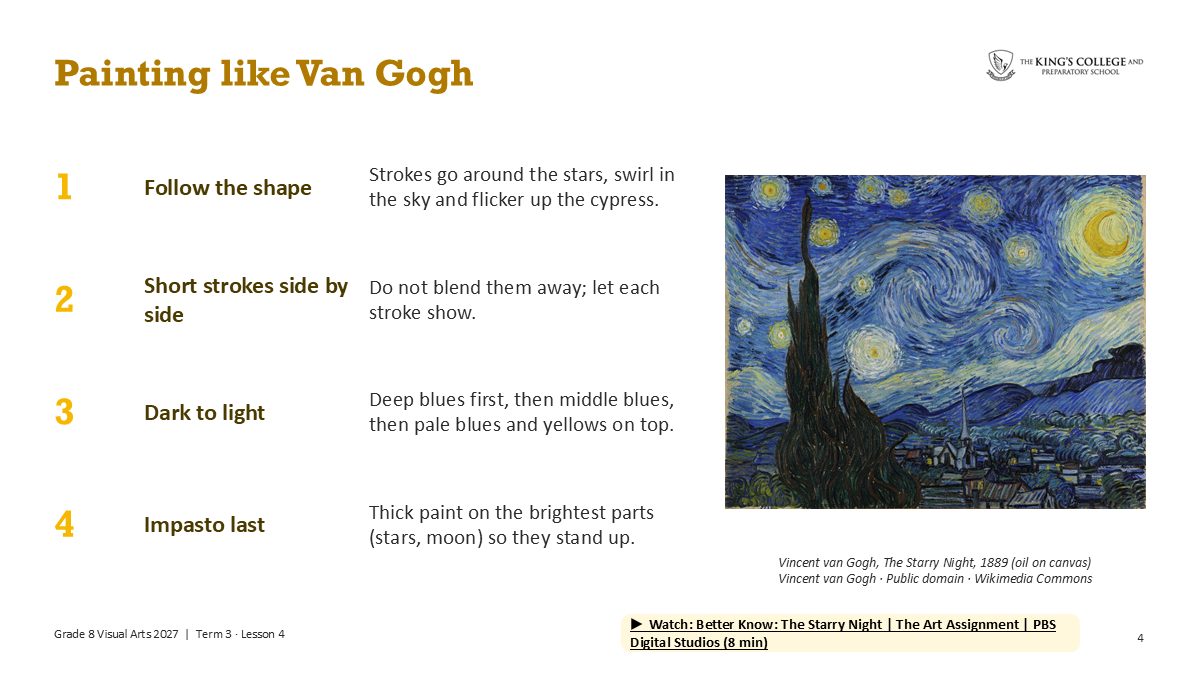 Painting like Van Gogh
THE KING'S COLLEGE AND
PREPARATORY SCHOOL
1
Follow the shape
Strokes go around the stars, swirl in
the sky and flicker up the cypress.
2
Short strokes side by
side
Do not blend them away; let each
stroke show.
3
Dark to light
Deep blues first, then middle blues,
then pale blues and yellows on top.
4
Impasto last
Thick paint on the brightest parts
(stars, moon) so they stand up.
Vincent van Gogh, The Starry Night, 1889 (oil on canvas)
Vincent van Gogh · Public domain · Wikimedia Commons
Grade 8 Visual Arts 2027 | Term 3 · Lesson 4
▶ Watch: Better Know: The Starry Night | The Art Assignment | PBS
Digital Studios (8 min)
4